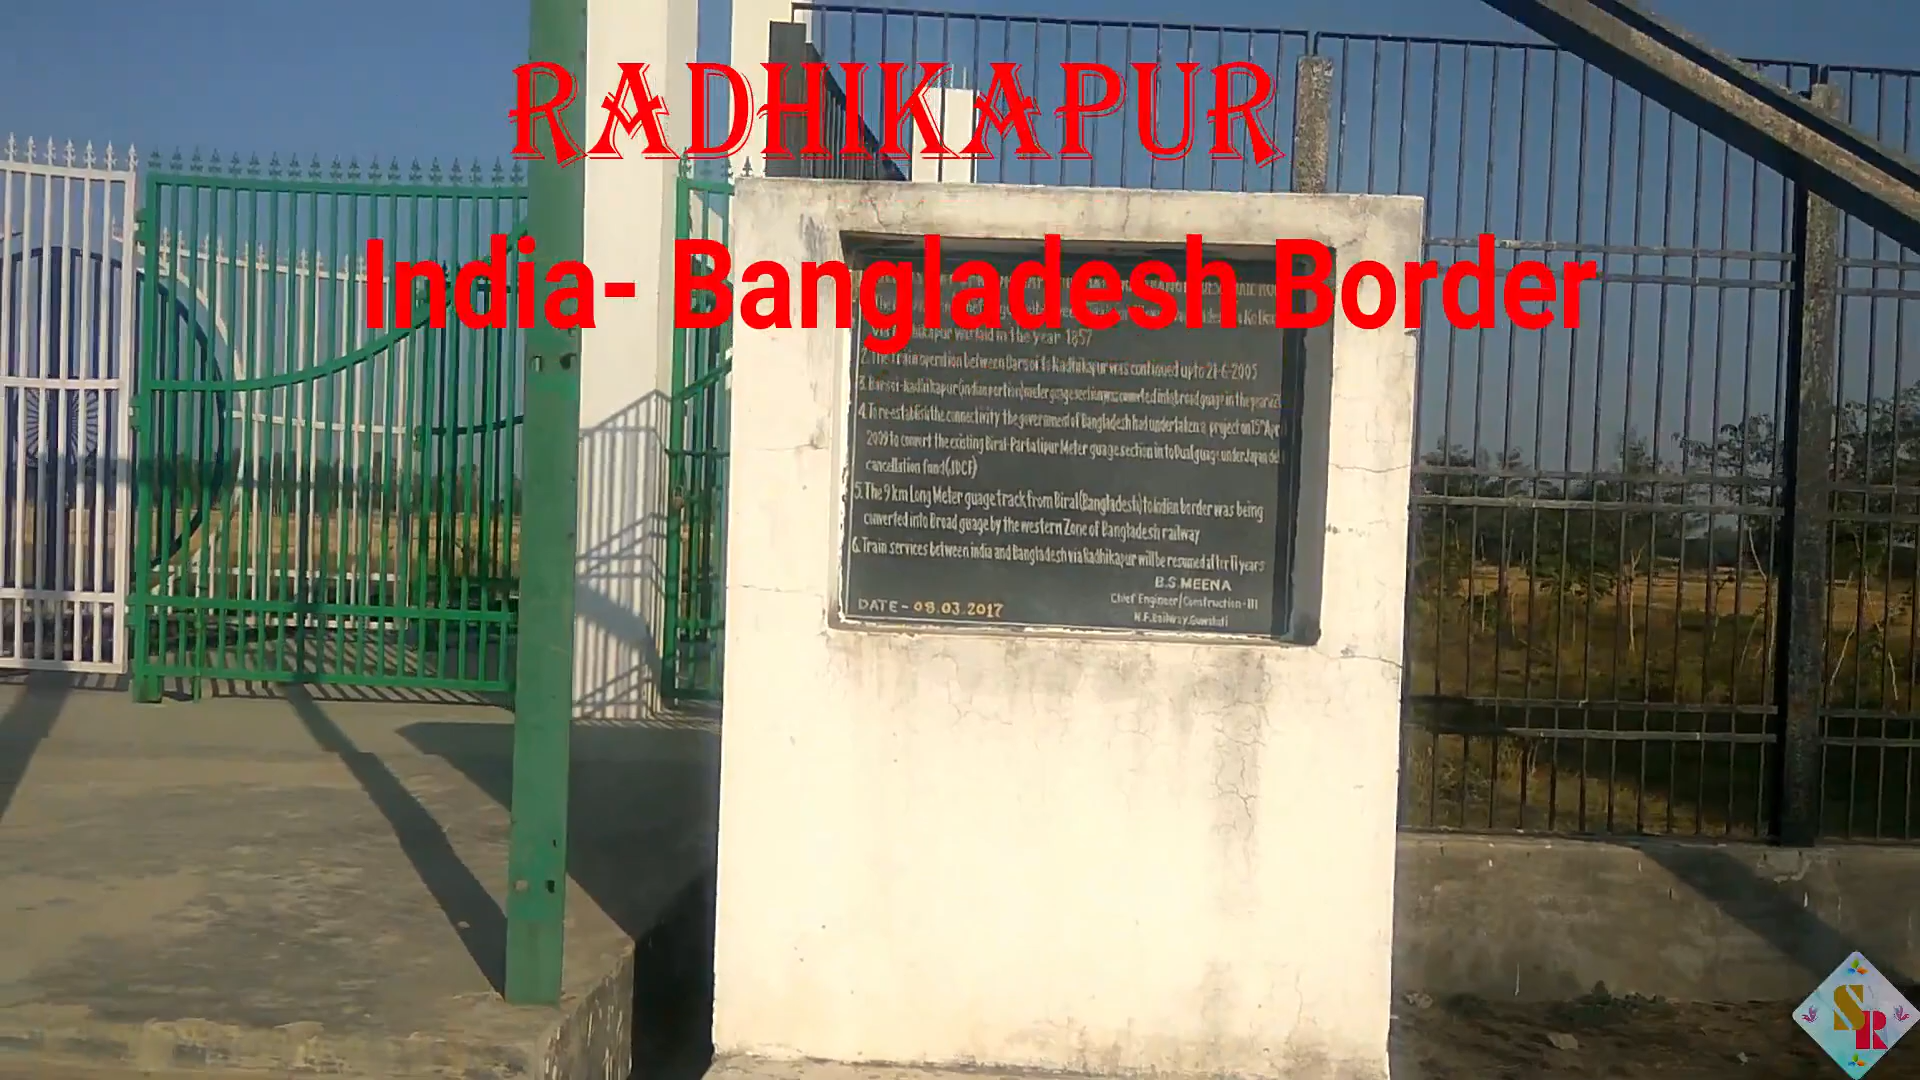 RADHIKAPUR
India- Bangladesh Border
hikapur was laid in the year 1857
2. The Train operation between Barsoi to Radhikapur was continued upto 21-6-2005
3. Barsoi-Radhikapur (indian portion) meter guage section was converted into broad guage in the year
4. To re-establish the connectivity the government of Bangladesh had undertaken a project on 15th Apri
2009 to convert the existing Biral-Parbatipur Meter guage section in to Dual guage under Japan de
cancellation fund (JDCF)
5. The 9 km Long Meter guage track from Biral (Bangladesh) to Indian border was being
cunverted into Broad guage by the western Zone of Bangladesh railway
6. Train services between india and Bangladesh via Radhikapur will be resumed after 11 years
B.S.MEENA
Chief Engineer/Construction-III
DATE - 08.03.2017
N.F.Railway.Guwahati
SR